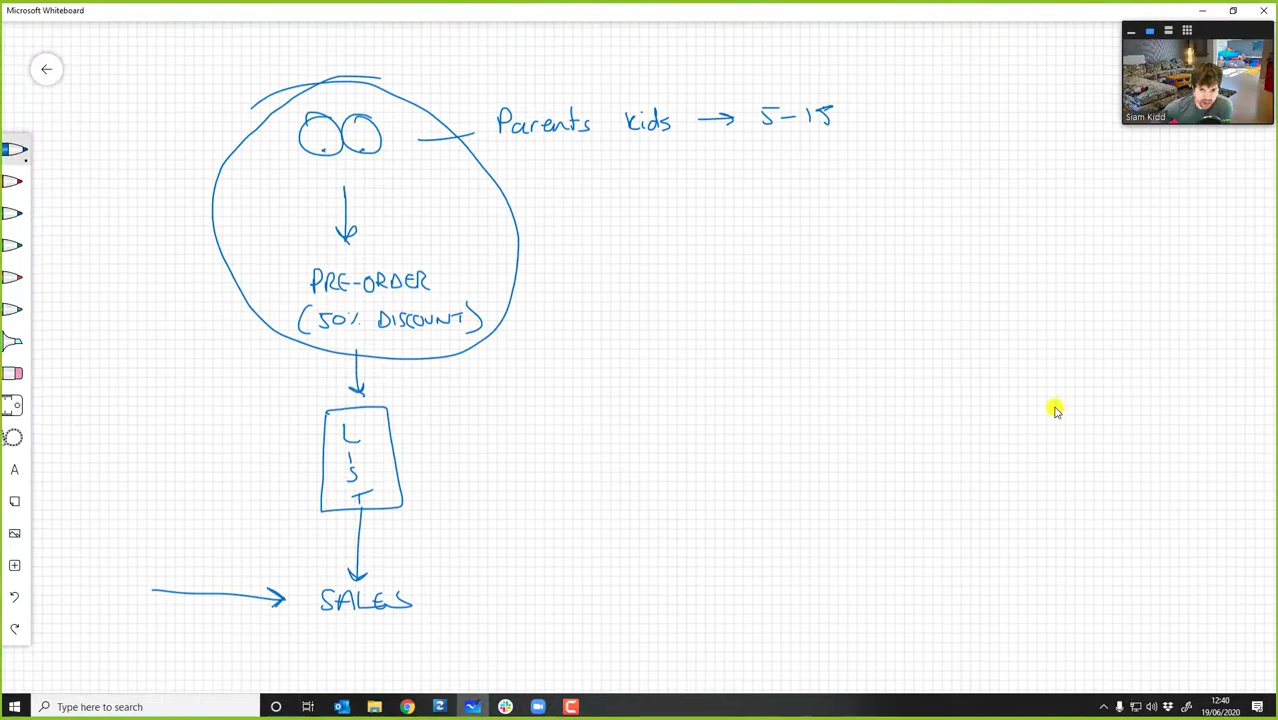 Microsoft Whiteboard
Siam Kidd
Parents kids → 5-15
PRE-ORDER
(50% DISCOUNT)
L
I
S
T
SALES
A
Type here to search
12:40
19/06/2020